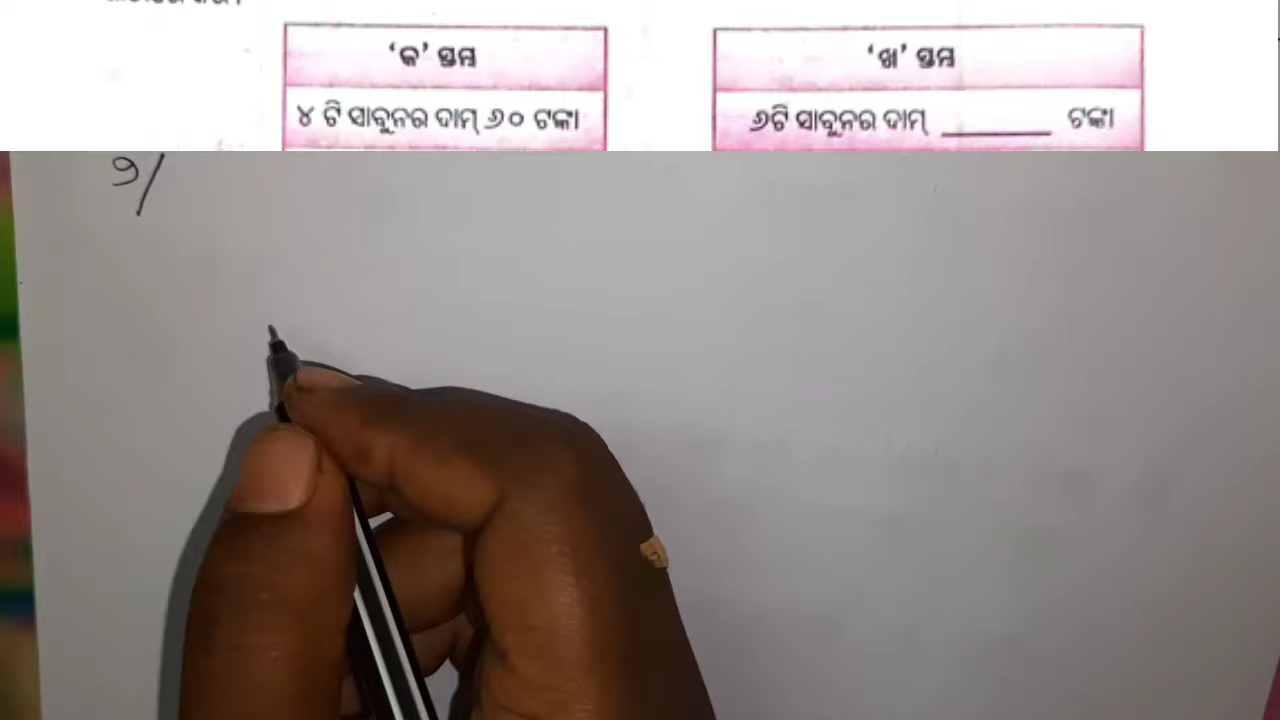 'କ' ସ୍ତମ୍ଭ
'ଖ' ସ୍ତମ୍ଭ
୪ ଟି ସାବୁନର ଦାମ୍ ୬୦ ଟଙ୍କା
୬ଟି ସାବୁନର ଦାମ୍ ______ ଟଙ୍କା
୨/